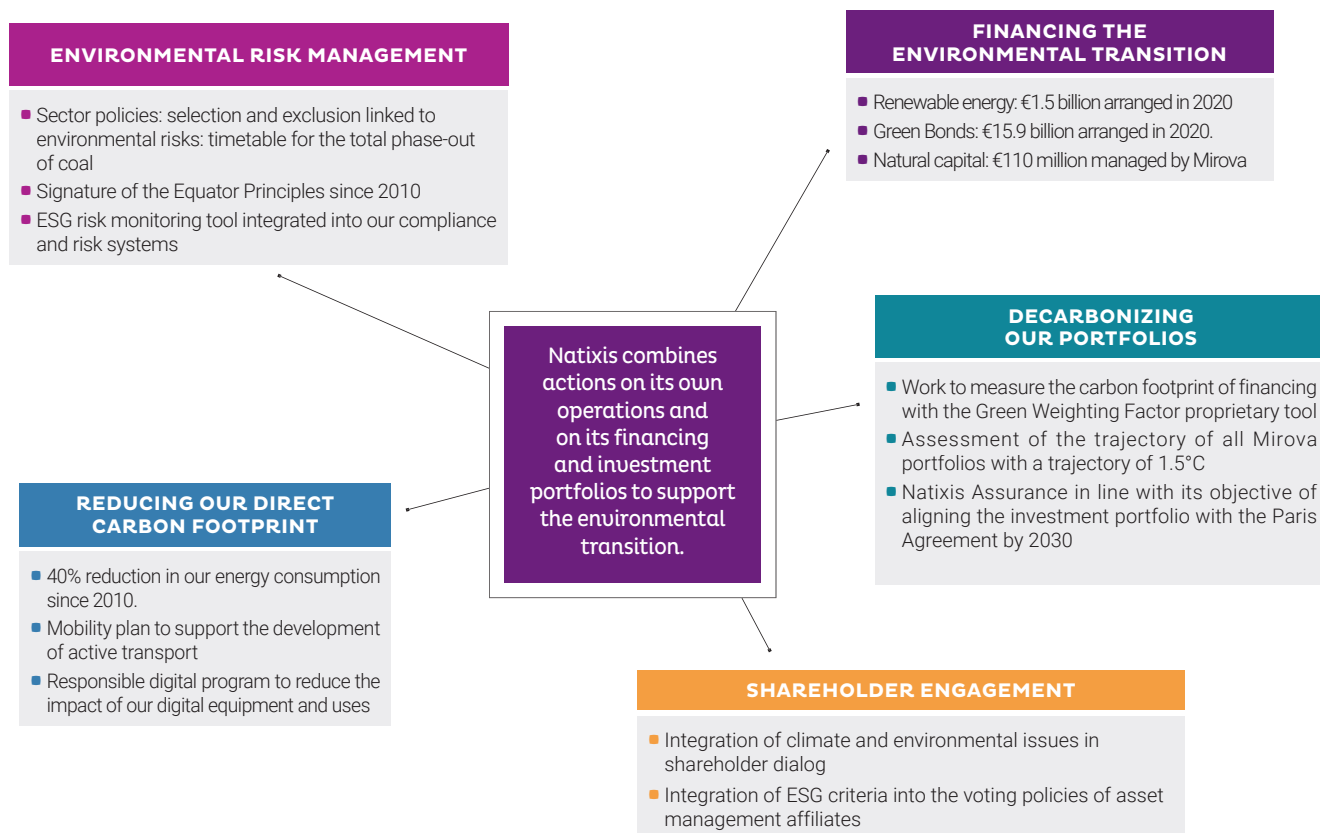 ENVIRONMENTAL RISK MANAGEMENT
Sector policies: selection and exclusion linked to
environmental risks: timetable for the total phase-out
of coal
Signature of the Equator Principles since 2010
ESG risk monitoring tool integrated into our compliance
and risk systems
FINANCING THE
ENVIRONMENTAL TRANSITION
Renewable energy: €1.5 billion arranged in 2020
Green Bonds: €15.9 billion arranged in 2020.
Natural capital: €110 million managed by Mirova
Natixis combines
actions on its own
operations and
on its financing
and investment
portfolios to support
the environmental
transition.
DECARBONIZING
OUR PORTFOLIOS
Work to measure the carbon footprint of financing
with the Green Weighting Factor proprietary tool
Assessment of the trajectory of all Mirova
portfolios with a trajectory of 1.5°C
Natixis Assurance in line with its objective of
aligning the investment portfolio with the Paris
Agreement by 2030
REDUCING OUR DIRECT
CARBON FOOTPRINT
40% reduction in our energy consumption
since 2010.
Mobility plan to support the development
of active transport
Responsible digital program to reduce the
impact of our digital equipment and uses
SHAREHOLDER ENGAGEMENT
Integration of climate and environmental issues in
shareholder dialog
Integration of ESG criteria into the voting policies of asset
management affiliates